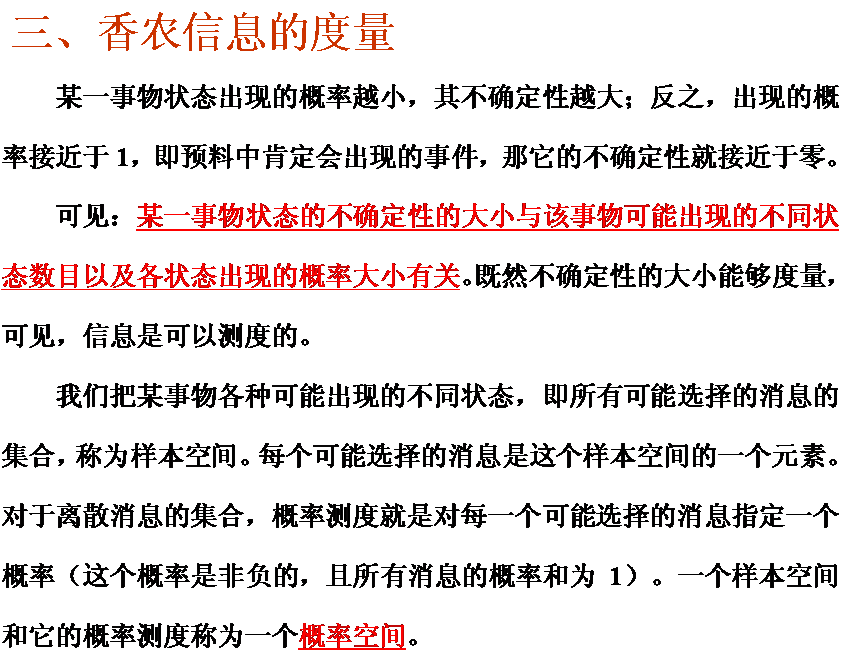 三、香农信息的度量
某一事物状态出现的概率越小，其不确定性越大；反之，出现的概
率接近于1，即预料中肯定会出现的事件，那它的不确定性就接近于零。
可见：某一事物状态的不确定性的大小与该事物可能出现的不同状
态数目以及各状态出现的概率大小有关。既然不确定性的大小能够度量，
可见，信息是可以测度的。
我们把某事物各种可能出现的不同状态，即所有可能选择的消息的
集合，称为样本空间。每个可能选择的消息是这个样本空间的一个元素。
对于离散消息的集合，概率测度就是对每一个可能选择的消息指定一个
概率（这个概率是非负的，且所有消息的概率和为 1）。一个样本空间
和它的概率测度称为一个概率空间。